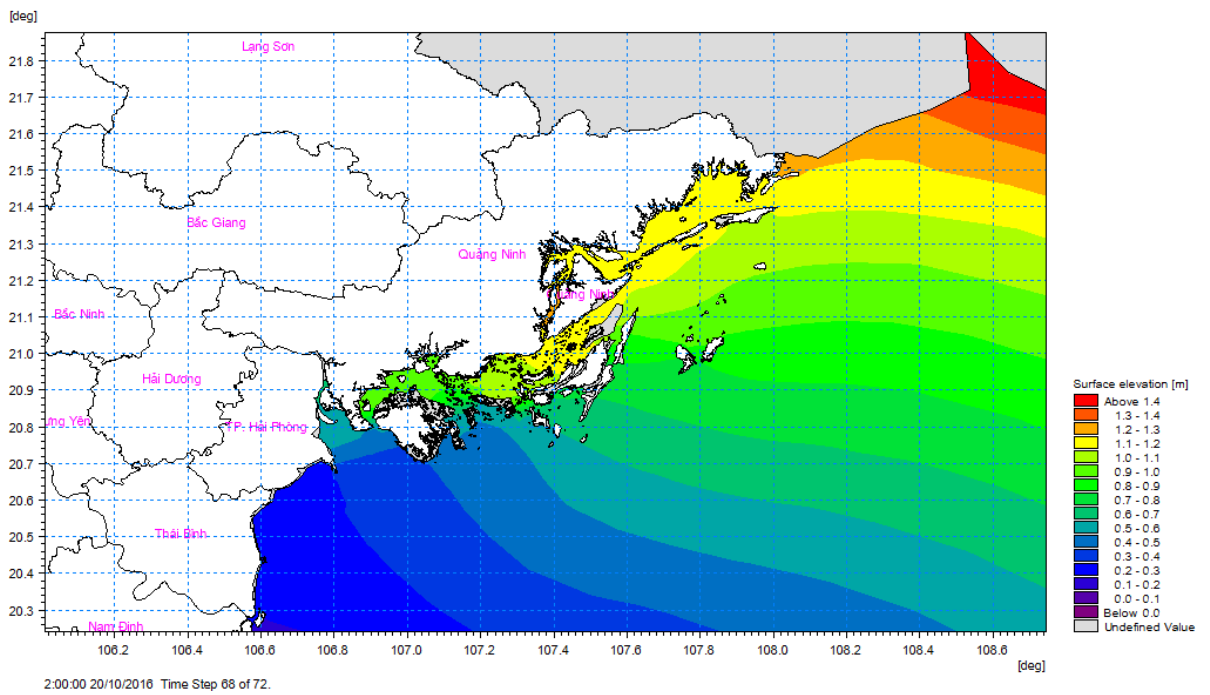 [deg]
21.8
21.7
21.6
21.5
21.4
21.3
21.2
21.1
21.0
20.9
20.8
20.7
20.6
20.5
20.4
20.3
Lạng Sơn
Bắc Giang
Quảng Ninh
Quảng Ninh
Bắc Ninh
Hải Dương
ưng Yên
TP. Hải Phòng
Thái Bình
Nam Định
106.2 106.4 106.6 106.8 107.0 107.2 107.4 107.6 107.8 108.0 108.2 108.4 108.6
[deg]
2:00:00 20/10/2016 Time Step 68 of 72.
Surface elevation [m]
Above 1.4
1.3 - 1.4
1.2 - 1.3
1.1 - 1.2
1.0 - 1.1
0.9 - 1.0
0.8 - 0.9
0.7 - 0.8
0.6 - 0.7
0.5 - 0.6
0.4 - 0.5
0.3 - 0.4
0.2 - 0.3
0.1 - 0.2
0.0 - 0.1
Below 0.0
Undefined Value